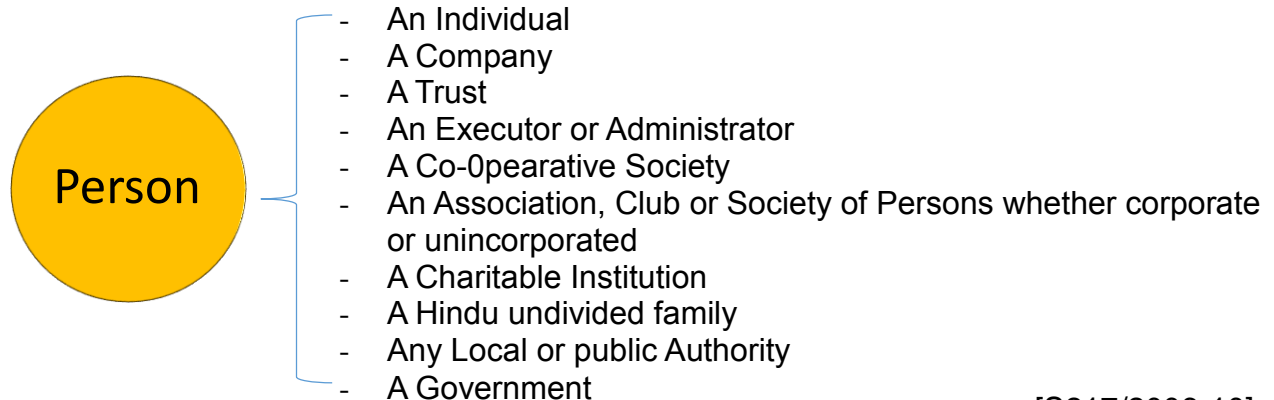 Person
- An Individual
- A Company
- A Trust
- An Executor or Administrator
- A Co-0pearative Society
- An Association, Club or Society of Persons whether corporate
or unincorporated
- A Charitable Institution
- A Hindu undivided family
- Any Local or public Authority
- A Government